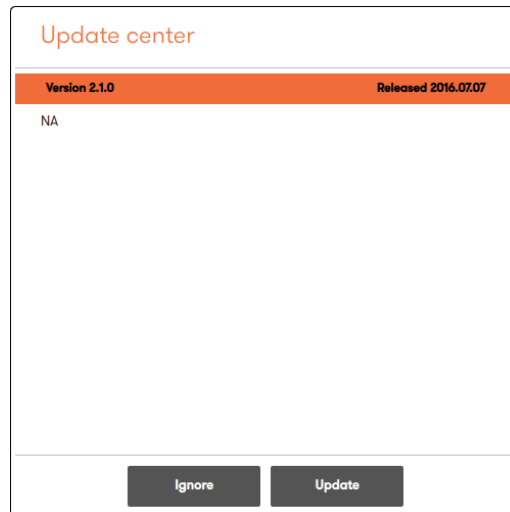 Update center
Version 2.1.0 Released 2016.07.07
NA
Ignore Update